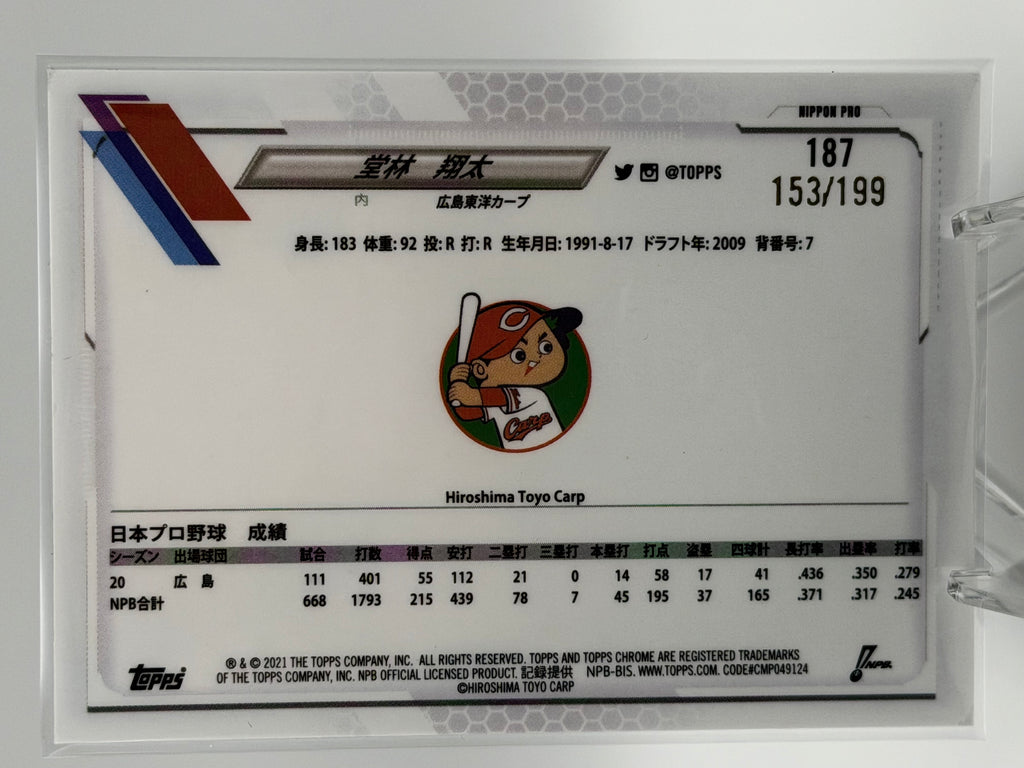 NIPPON PRO
187
153/199
堂林 翔太
@TOPPS
内 広島東洋カープ
身長: 183 体重: 92 投: R 打: R 生年月日: 1991-8-17 ドラフト年: 2009 背番号: 7
C
Carp
Hiroshima Toyo Carp
日本プロ野球 成績
シーズン 出場球団 試合 打数 得点 安打 二塁打 三塁打 本塁打 打点 盗塁 四球計 長打率 出塁率 打率
20 広島 111 401 55 112 21 0 14 58 17 41 .436 .350 .279
NPB合計 668 1793 215 439 78 7 45 195 37 165 .371 .317 .245
Topps
® & © 2021 THE TOPPS COMPANY, INC. ALL RIGHTS RESERVED. TOPPS AND TOPPS CHROME ARE REGISTERED TRADEMARKS
OF THE TOPPS COMPANY, INC. NPB OFFICIAL LICENSED PRODUCT. 記録提供 NPB-BIS. WWW.TOPPS.COM. CODE#CMP049124
©HIROSHIMA TOYO CARP
NPB